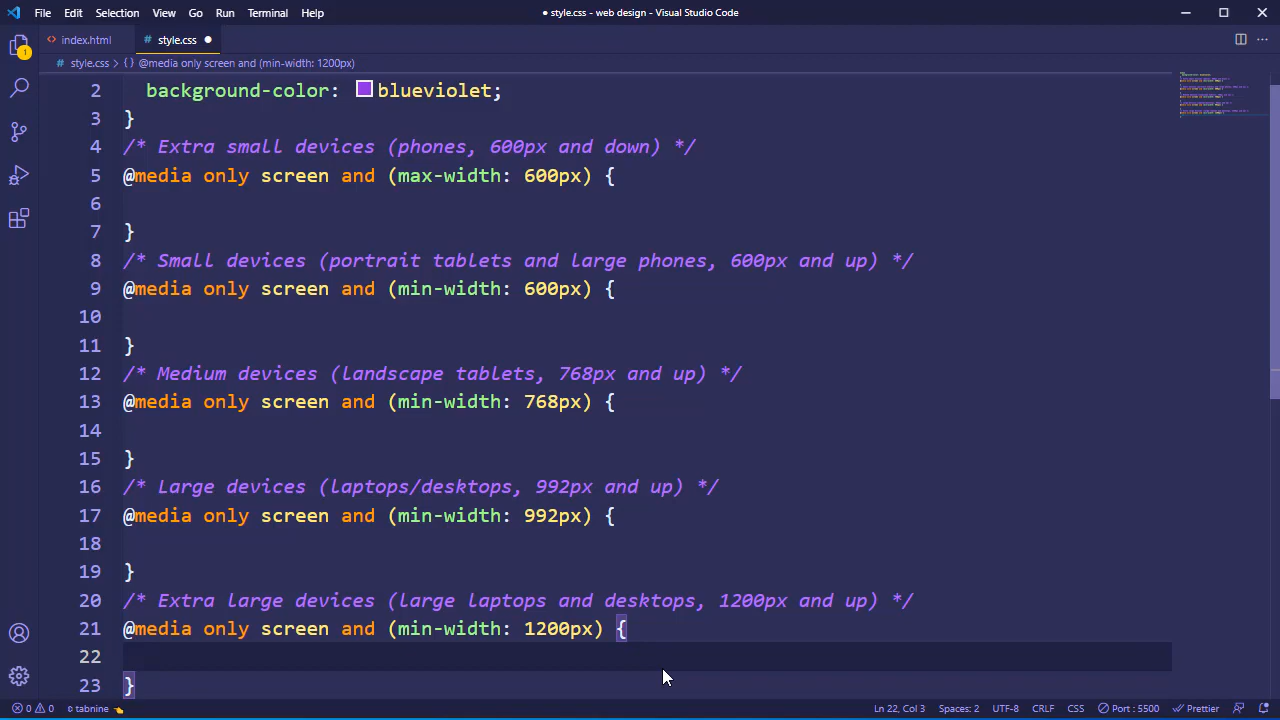 File Edit Selection View Go Run Terminal Help ● style.css - web design - Visual Studio Code
index.html # style.css ●
# style.css > {} @media only screen and (min-width: 1200px)
2 background-color: blueviolet;
3 }
4 /* Extra small devices (phones, 600px and down) */
5 @media only screen and (max-width: 600px) {
6
7 }
8 /* Small devices (portrait tablets and large phones, 600px and up) */
9 @media only screen and (min-width: 600px) {
10
11 }
12 /* Medium devices (landscape tablets, 768px and up) */
13 @media only screen and (min-width: 768px) {
14
15 }
16 /* Large devices (laptops/desktops, 992px and up) */
17 @media only screen and (min-width: 992px) {
18
19 }
20 /* Extra large devices (large laptops and desktops, 1200px and up) */
21 @media only screen and (min-width: 1200px) {
22
23 }
1
0 0 tabnine Ln 22, Col 3 Spaces: 2 UTF-8 CRLF CSS Port : 5500 Prettier